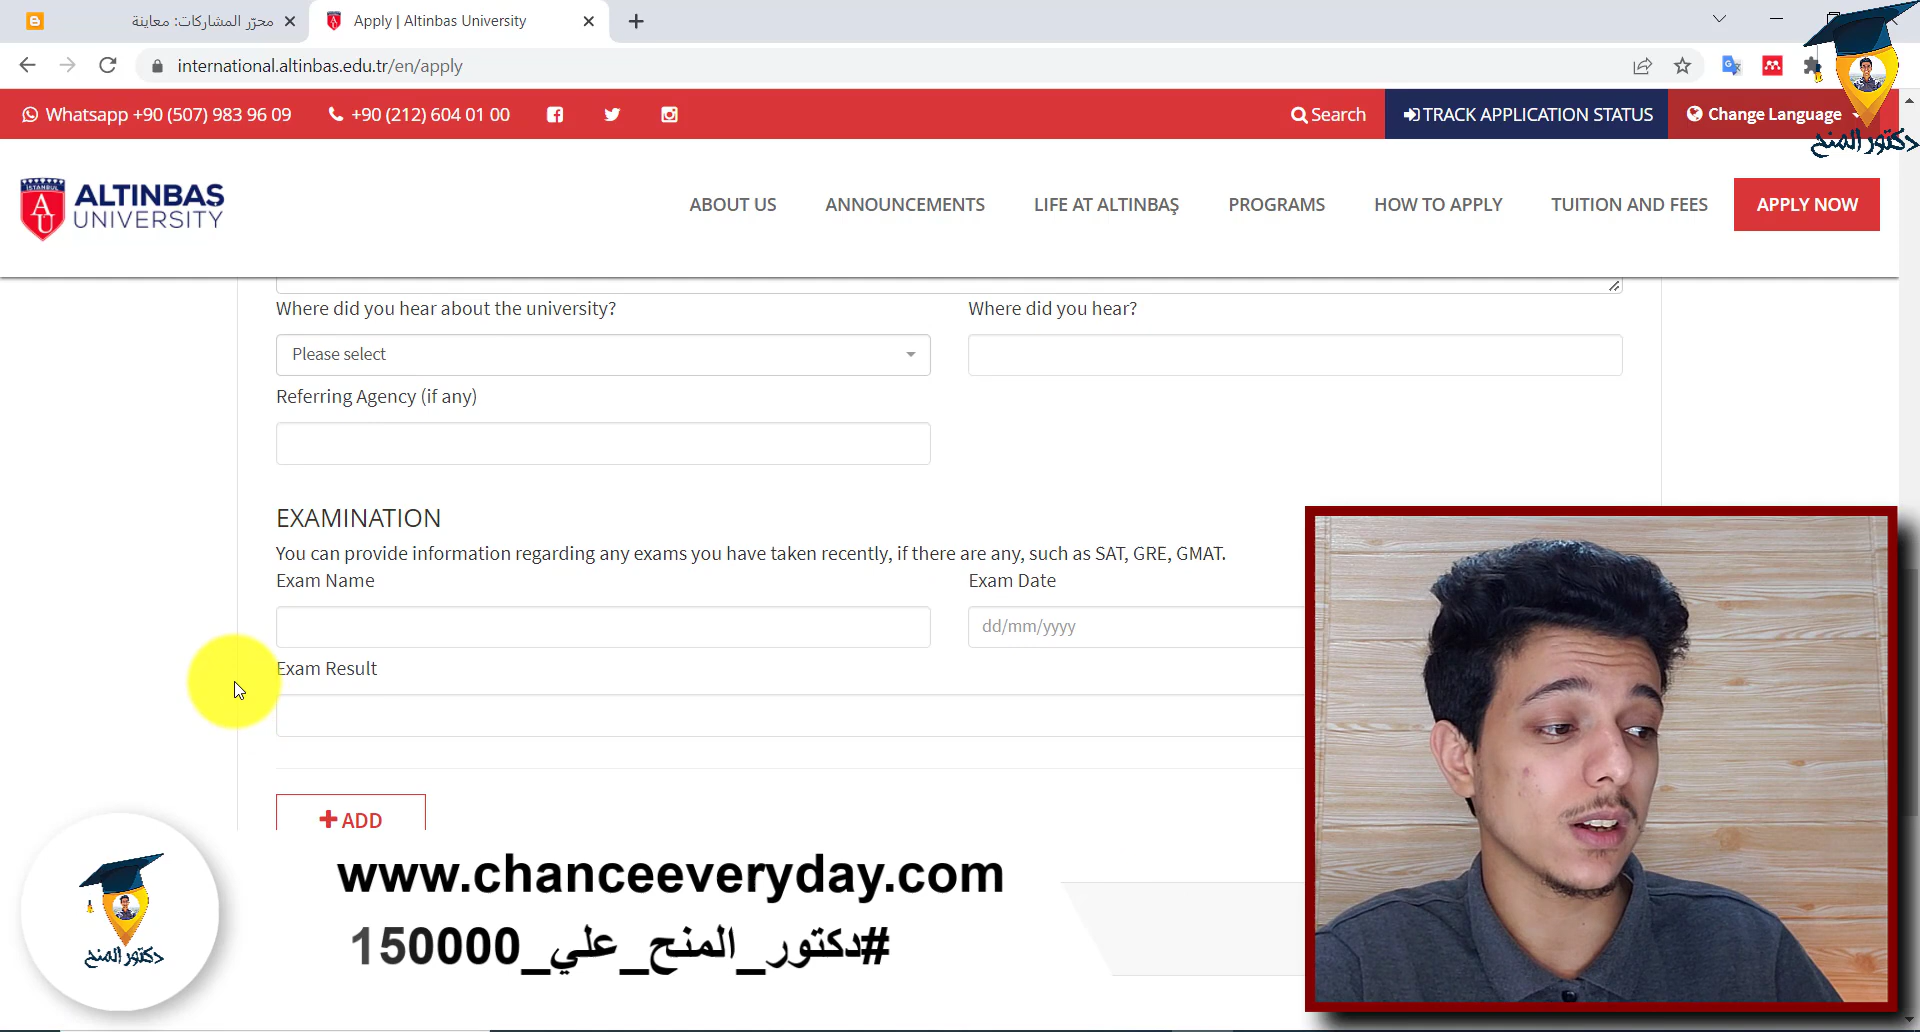 محرّر المشاركات: معاينة
Apply | Altinbas University
international.altinbas.edu.tr/en/apply
Whatsapp +90 (507) 983 96 09
+90 (212) 604 01 00
Search
TRACK APPLICATION STATUS
Change Language
دكتور المنح
ISTANBUL
AU
ALTINBAS
UNIVERSITY
ABOUT US
ANNOUNCEMENTS
LIFE AT ALTINBAŞ
PROGRAMS
HOW TO APPLY
TUITION AND FEES
APPLY NOW
Where did you hear about the university?
Where did you hear?
Please select
Referring Agency (if any)
EXAMINATION
You can provide information regarding any exams you have taken recently, if there are any, such as SAT, GRE, GMAT.
Exam Name
Exam Date
dd/mm/yyyy
Exam Result
ADD
www.chanceeveryday.com
#دكتور_المنح_علي_150000
دكتور المنح